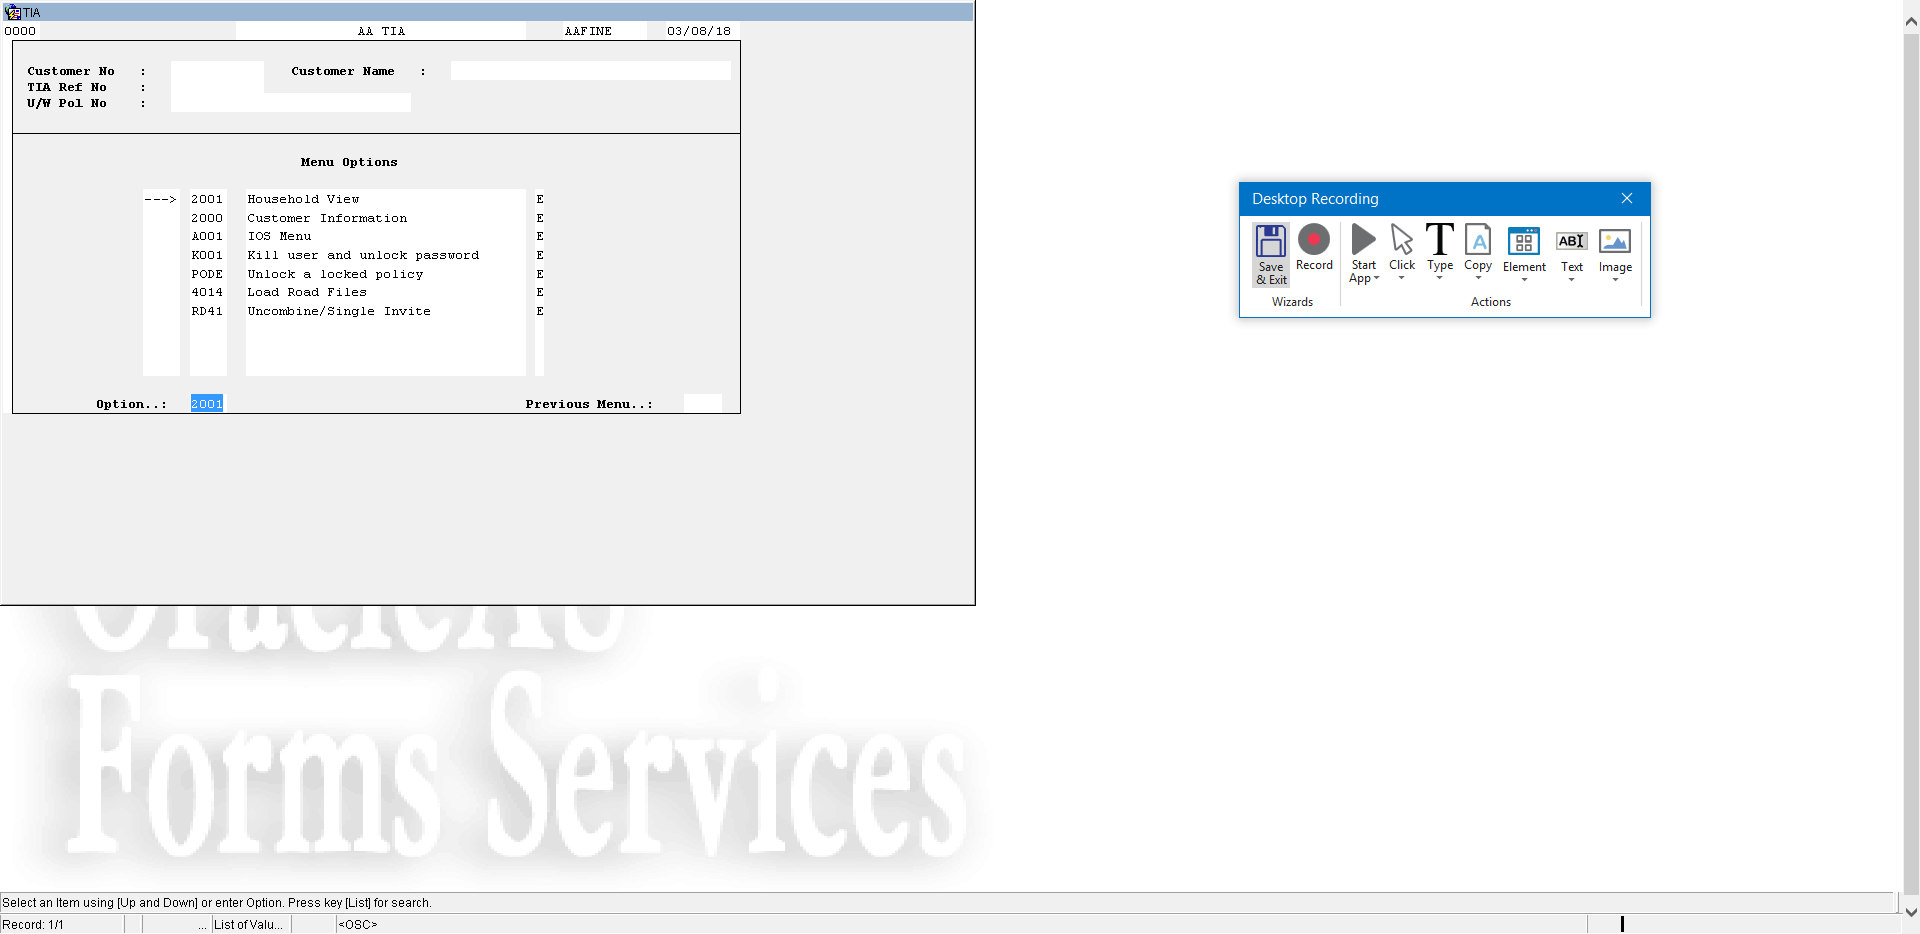 TIA
0000 AA TIA AAFINE 03/08/18
Customer No : Customer Name :
TIA Ref No :
U/W Pol No :
Menu Options
---> 2001 Household View E
2000 Customer Information E
A001 IOS Menu E
K001 Kill user and unlock password E
PODE Unlock a locked policy E
4014 Load Road Files E
RD41 Uncombine/Single Invite E
Option..: 2001 Previous Menu..:
Desktop Recording
Save & Exit
Record
Start App
Click
Type
Copy
Element
Text
Image
Wizards
Actions
OracleAS
Forms Services
Select an Item using [Up and Down] or enter Option. Press key [List] for search.
Record: 1/1 ... List of Valu... <OSC>